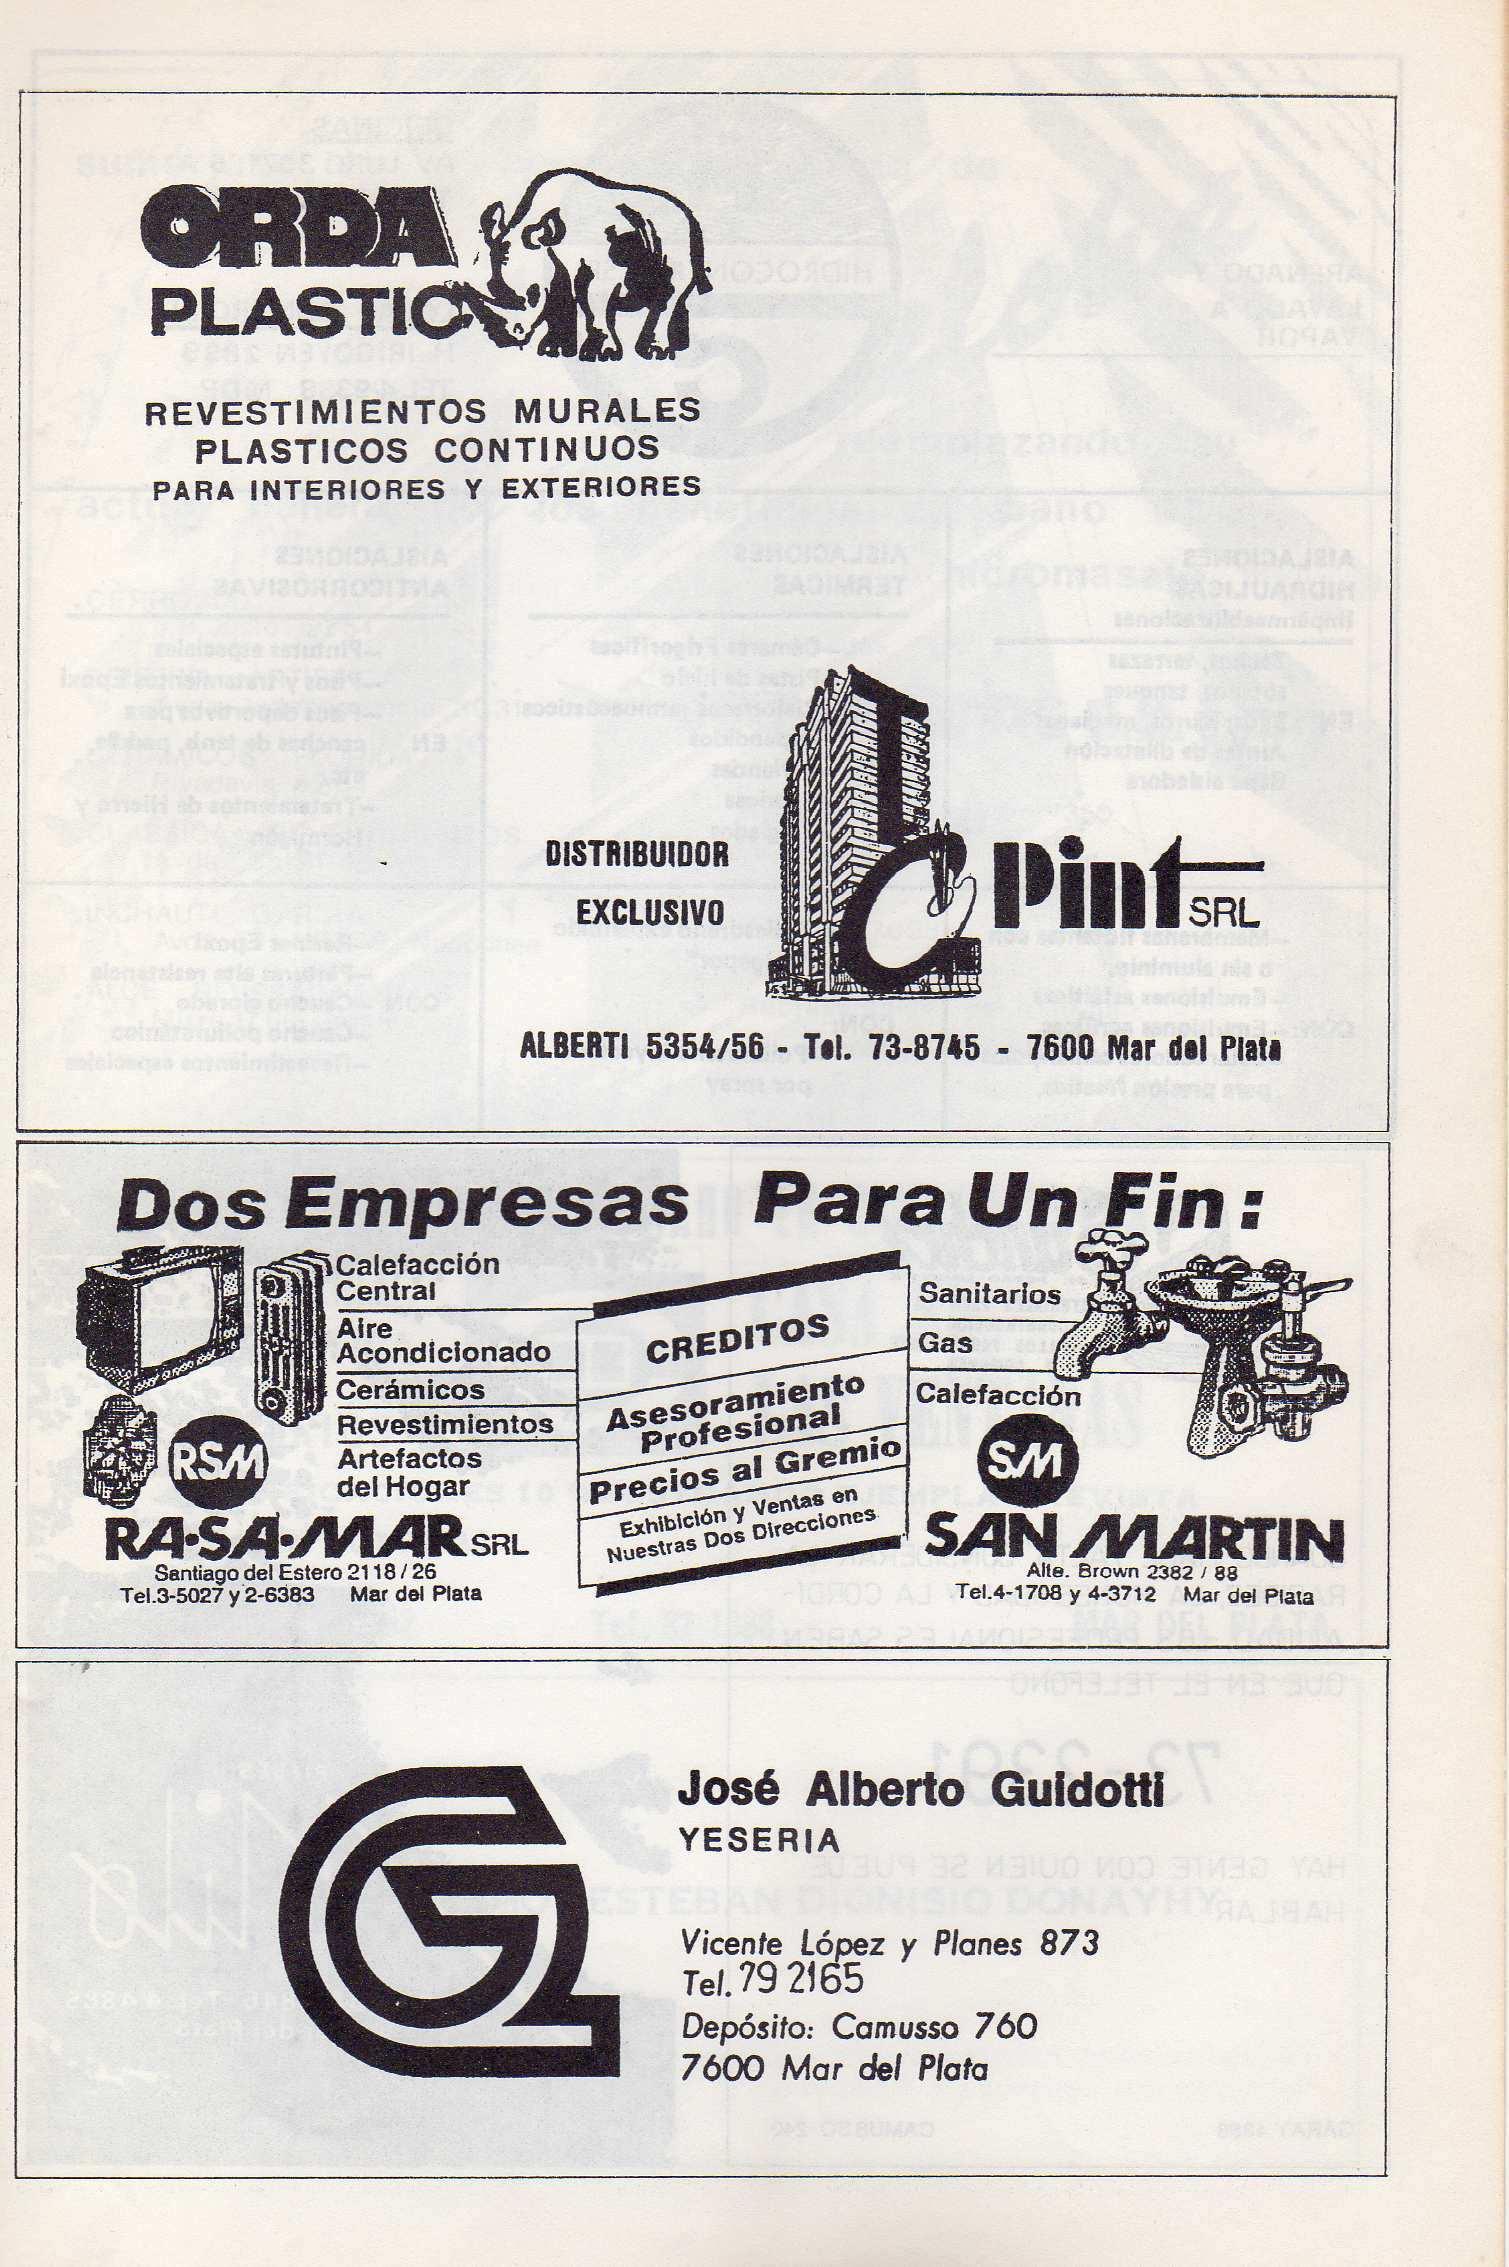 ORDA
PLASTIC
REVESTIMIENTOS MURALES
PLASTICOS CONTINUOS
PARA INTERIORES Y EXTERIORES
DISTRIBUIDOR
EXCLUSIVO
Pint SRL
ALBERTI 5354/56 - Tel. 73-8745 - 7600 Mar del Plata
Dos Empresas Para Un Fin:
Calefacción
Central
Aire
Acondicionado
Cerámicos
Revestimientos
Artefactos
del Hogar
RSM
RA·SA·MAR SRL
Santiago del Estero 2118/26
Tel.3-5027 y 2-6383 Mar del Plata
CREDITOS
Asesoramiento
Profesional
Precios al Gremio
Exhibición y Ventas en
Nuestras Dos Direcciones
Sanitarios
Gas
Calefacción
SM
SAN MARTIN
Alte. Brown 2382 / 88
Tel.4-1708 y 4-3712 Mar del Plata
José Alberto Guidotti
YESERIA
Vicente López y Planes 873
Tel. 79 2165
Depósito: Camusso 760
7600 Mar del Plata